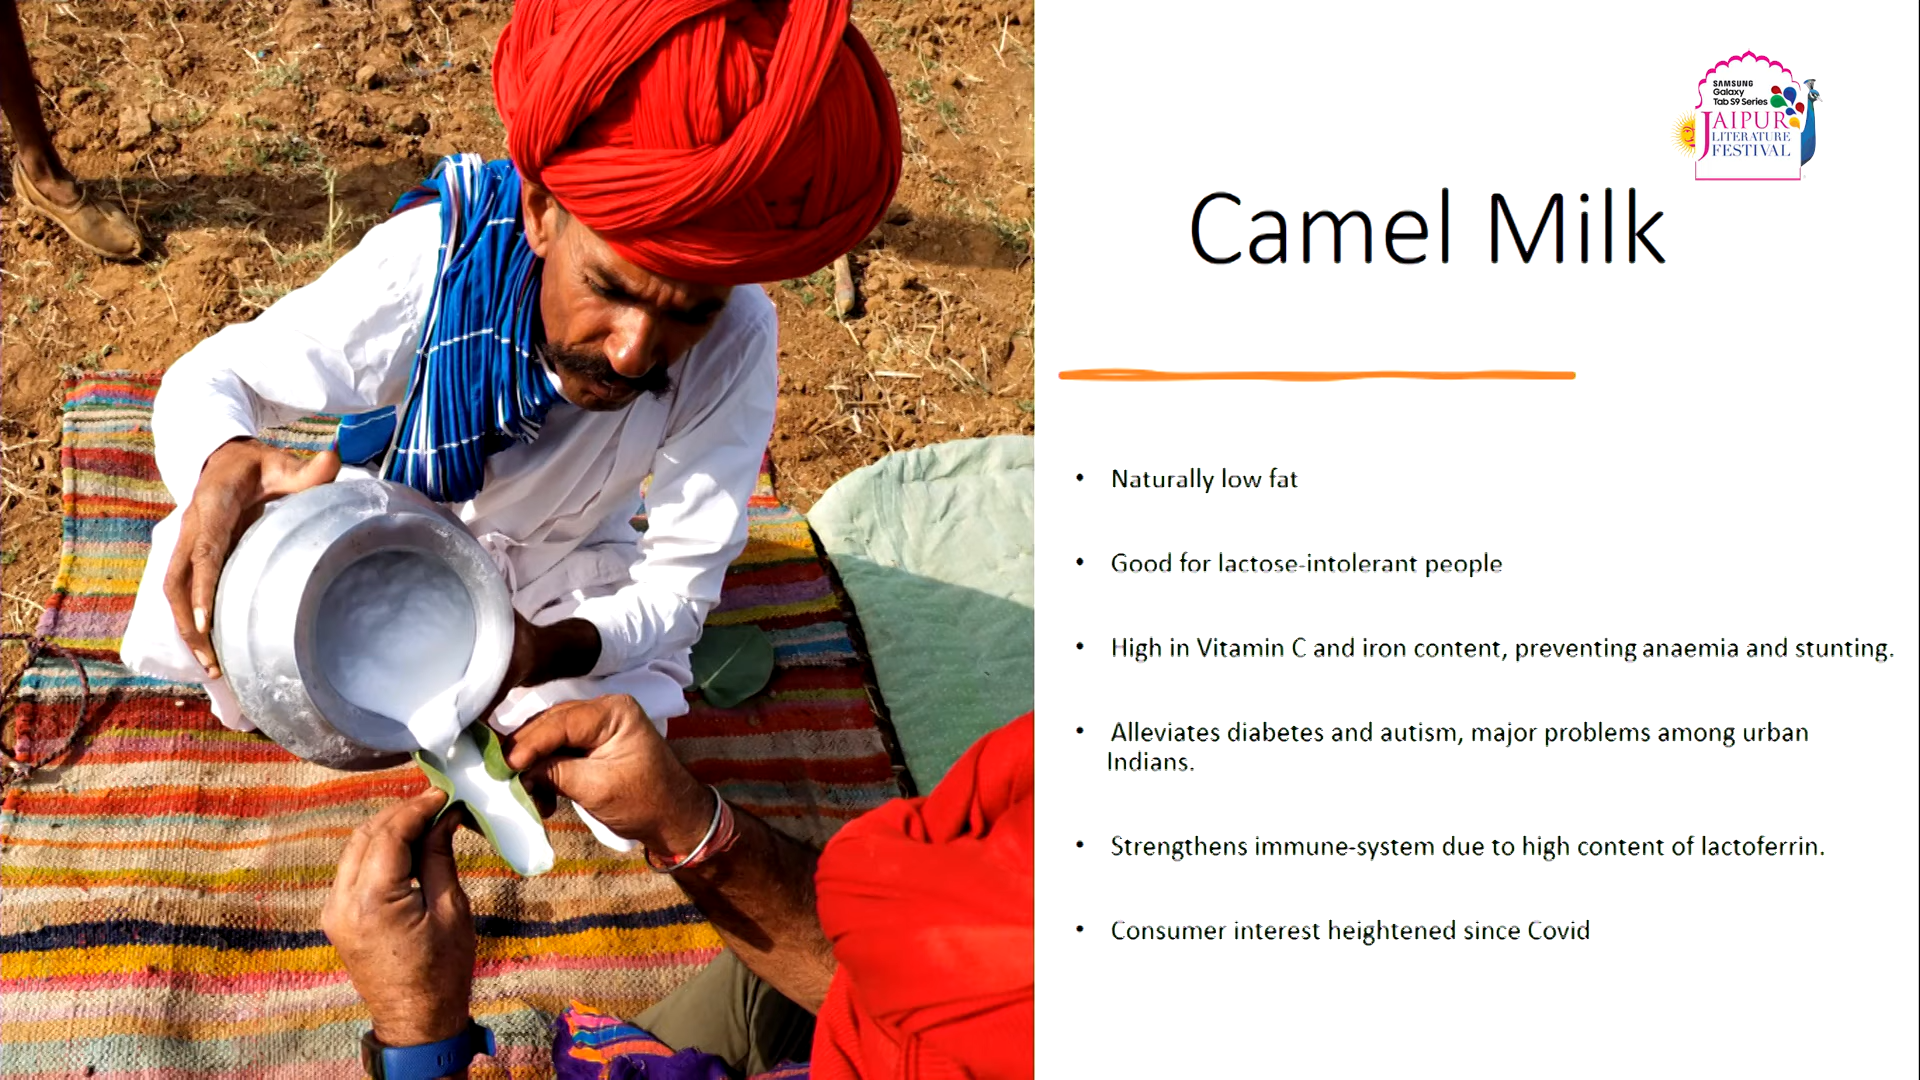 SAMSUNG
Galaxy
Tab S9 Series
JAIPUR
LITERATURE
FESTIVAL
Camel Milk
• Naturally low fat
• Good for lactose-intolerant people
• High in Vitamin C and iron content, preventing anaemia and stunting.
• Alleviates diabetes and autism, major problems among urban
Indians.
• Strengthens immune-system due to high content of lactoferrin.
• Consumer interest heightened since Covid